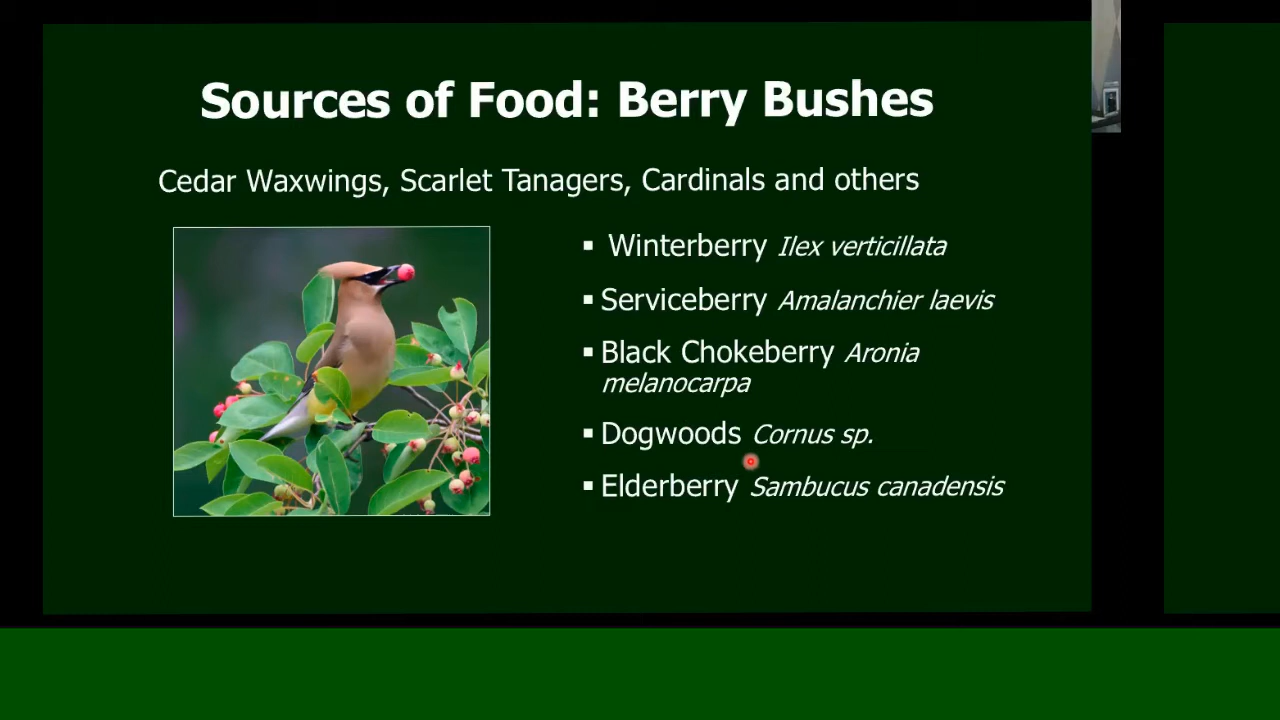 Sources of Food: Berry Bushes
Cedar Waxwings, Scarlet Tanagers, Cardinals and others
▪ Winterberry Ilex verticillata
▪ Serviceberry Amalanchier laevis
▪ Black Chokeberry Aronia
melanocarpa
▪ Dogwoods Cornus sp.
▪ Elderberry Sambucus canadensis